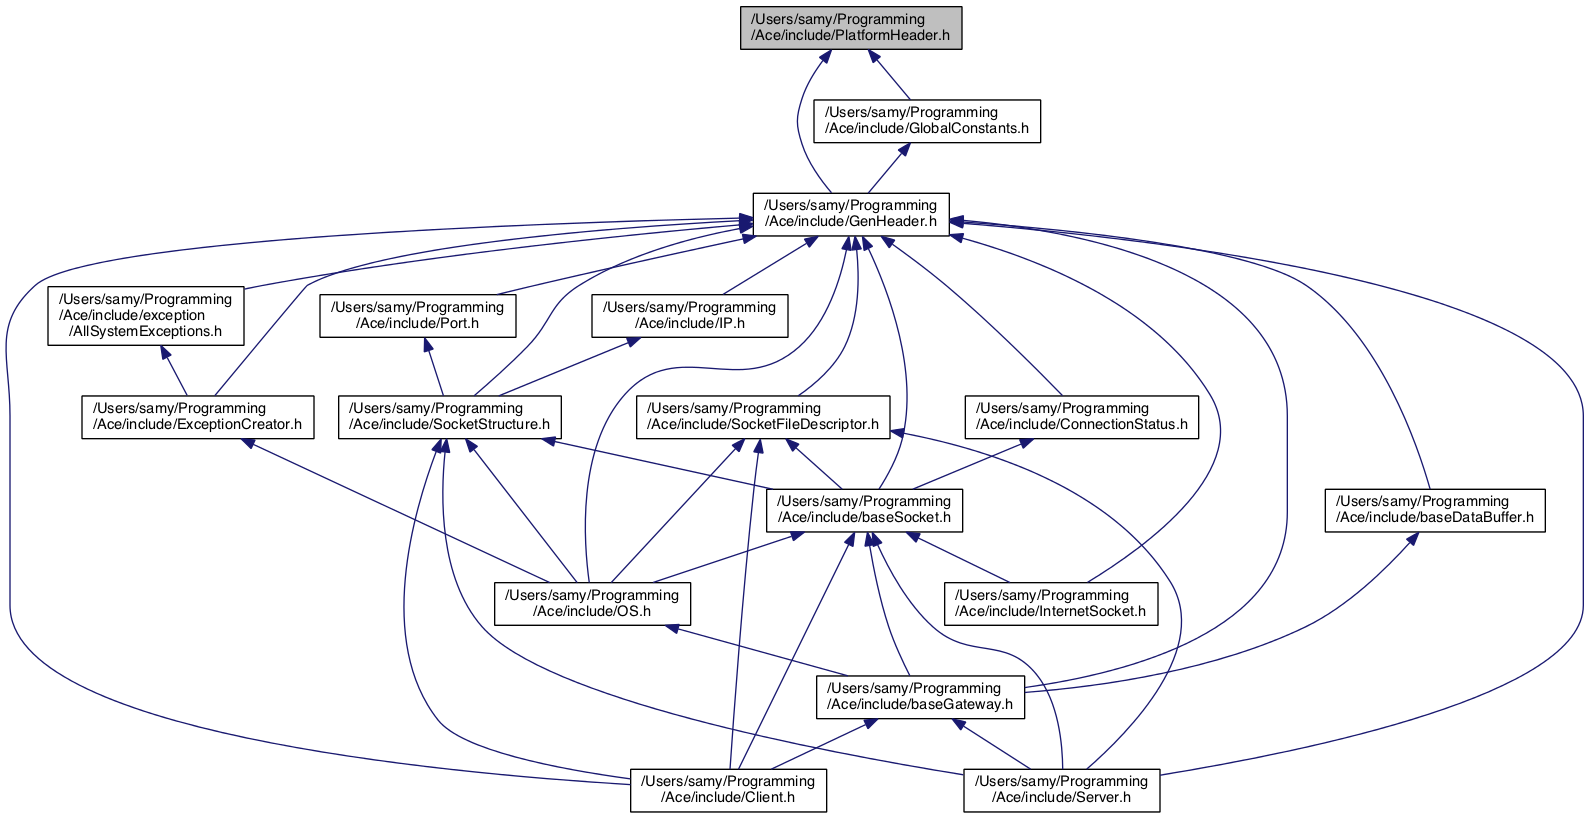 /Users/samy/Programming
/Ace/include/PlatformHeader.h
/Users/samy/Programming
/Ace/include/GlobalConstants.h
/Users/samy/Programming
/Ace/include/GenHeader.h
/Users/samy/Programming
/Ace/include/exception
/AllSystemExceptions.h
/Users/samy/Programming
/Ace/include/Port.h
/Users/samy/Programming
/Ace/include/IP.h
/Users/samy/Programming
/Ace/include/ExceptionCreator.h
/Users/samy/Programming
/Ace/include/SocketStructure.h
/Users/samy/Programming
/Ace/include/SocketFileDescriptor.h
/Users/samy/Programming
/Ace/include/ConnectionStatus.h
/Users/samy/Programming
/Ace/include/baseSocket.h
/Users/samy/Programming
/Ace/include/baseDataBuffer.h
/Users/samy/Programming
/Ace/include/OS.h
/Users/samy/Programming
/Ace/include/InternetSocket.h
/Users/samy/Programming
/Ace/include/baseGateway.h
/Users/samy/Programming
/Ace/include/Client.h
/Users/samy/Programming
/Ace/include/Server.h